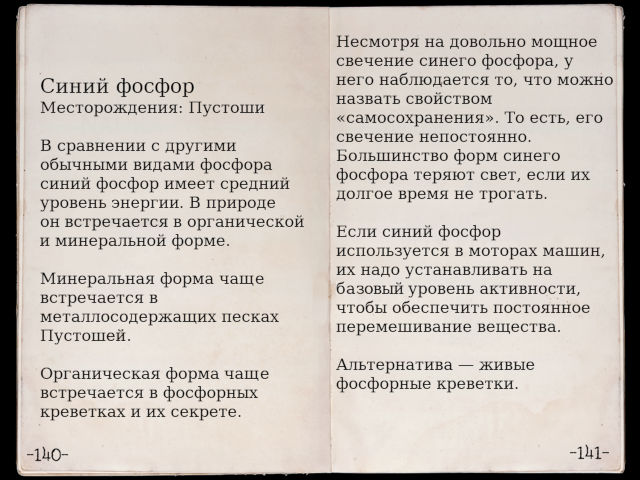 Синий фосфор
Месторождения: Пустоши
В сравнении с другими
обычными видами фосфора
синий фосфор имеет средний
уровень энергии. В природе
он встречается в органической
и минеральной форме.
Минеральная форма чаще
встречается в
металлосодержащих песках
Пустошей.
Органическая форма чаще
встречается в фосфорных
креветках и их секрете.
-140-
Несмотря на довольно мощное
свечение синего фосфора, у
него наблюдается то, что можно
назвать свойством
«самосохранения». То есть, его
свечение непостоянно.
Большинство форм синего
фосфора теряют свет, если их
долгое время не трогать.
Если синий фосфор
используется в моторах машин,
их надо устанавливать на
базовый уровень активности,
чтобы обеспечить постоянное
перемешивание вещества.
Альтернатива — живые
фосфорные креветки.
-141-